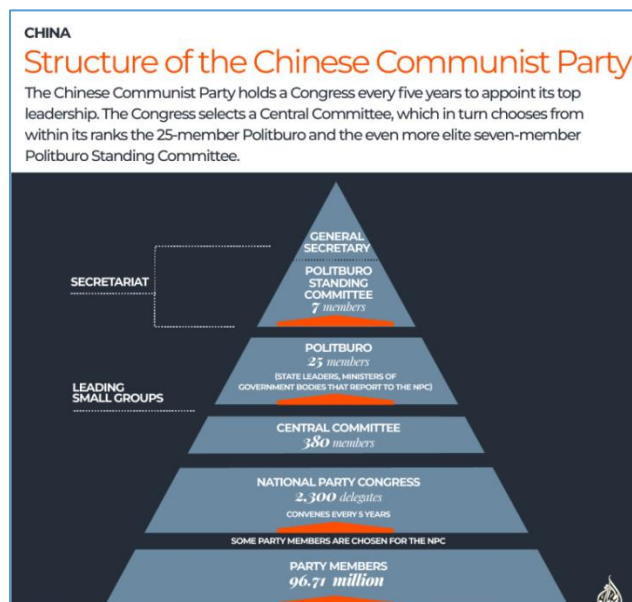 CHINA
Structure of the Chinese Communist Party
The Chinese Communist Party holds a Congress every five years to appoint its top
leadership. The Congress selects a Central Committee, which in turn chooses from
within its ranks the 25-member Politburo and the even more elite seven-member
Politburo Standing Committee.
GENERAL
SECRETARY
SECRETARIAT
POLITBURO
STANDING
COMMITTEE
7 members
POLITBURO
25 members
(STATE LEADERS, MINISTERS OF
GOVERNMENT BODIES THAT REPORT TO THE NPC)
LEADING
SMALL GROUPS
CENTRAL COMMITTEE
380 members
NATIONAL PARTY CONGRESS
2,300 delegates
CONVENES EVERY 5 YEARS
SOME PARTY MEMBERS ARE CHOSEN FOR THE NPC
PARTY MEMBERS
96.71 million